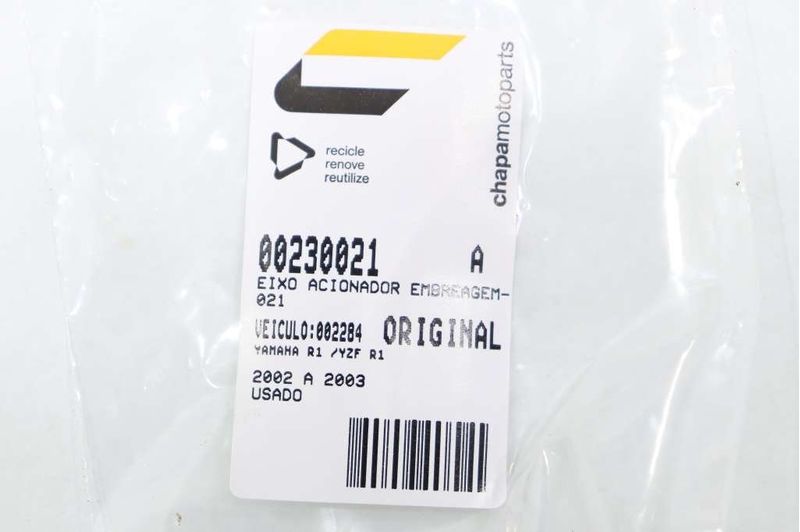 chapamotoparts
recicle
renove
reutilize
00230021 A
EIXO ACIONADOR EMBREAGEM-
021
VEICULO:002284 ORIGINAL
YAMAHA R1 /YZF R1
2002 A 2003
USADO